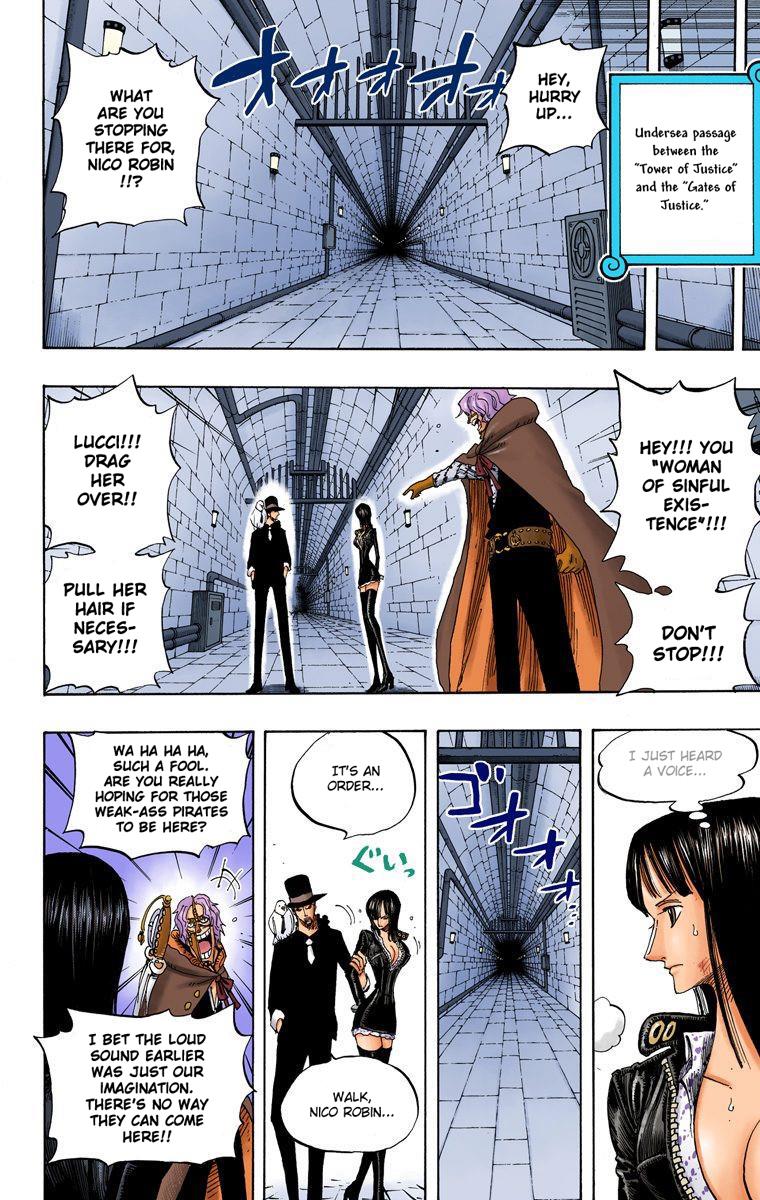 Undersea passage
between the
"Tower of Justice"
and the "Gates of
Justice."
HEY,
HURRY
UP...
ゴオオオオ
WHAT
ARE YOU
STOPPING
THERE FOR,
NICO ROBIN
!!?
HEY!!! YOU
"WOMAN
OF SINFUL
EXIS-
TENCE"!!!
DON'T
STOP!!!
LUCCI!!!
DRAG
HER
OVER!!
PULL HER
HAIR IF
NECES-
SARY!!!
I JUST HEARD
A VOICE...
ゴオオオオ
IT'S AN
ORDER...
ぐいっ
WALK,
NICO ROBIN...
WA HA HA HA,
SUCH A FOOL.
ARE YOU REALLY
HOPING FOR THOSE
WEAK-ASS PIRATES
TO BE HERE?
I BET THE LOUD
SOUND EARLIER
WAS JUST OUR
IMAGINATION.
THERE'S NO WAY
THEY CAN COME
HERE!!